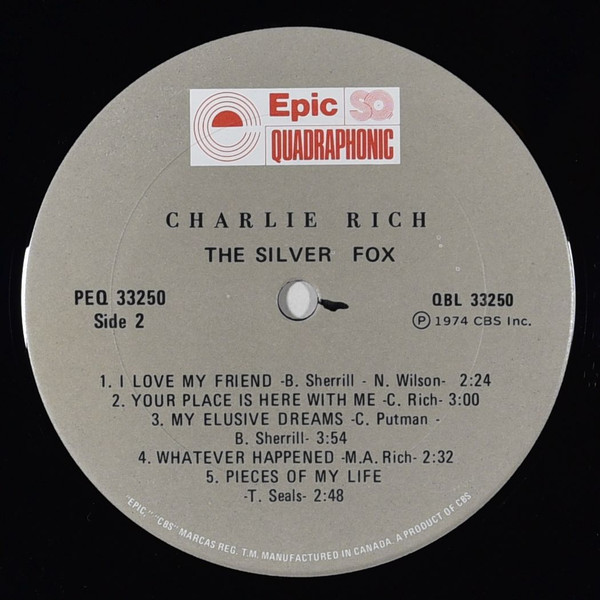 Epic SQ
QUADRAPHONIC
CHARLIE RICH
THE SILVER FOX
PEQ 33250
Side 2
QBL 33250
Ⓟ 1974 CBS Inc.
1. I LOVE MY FRIEND -B. Sherrill - N. Wilson- 2:24
2. YOUR PLACE IS HERE WITH ME -C. Rich- 3:00
3. MY ELUSIVE DREAMS -C. Putman -
B. Sherrill- 3:54
4. WHATEVER HAPPENED -M.A. Rich- 2:32
5. PIECES OF MY LIFE
-T. Seals- 2:48
"EPIC," "CBS" MARCAS REG. T.M. MANUFACTURED IN CANADA. A PRODUCT OF CBS